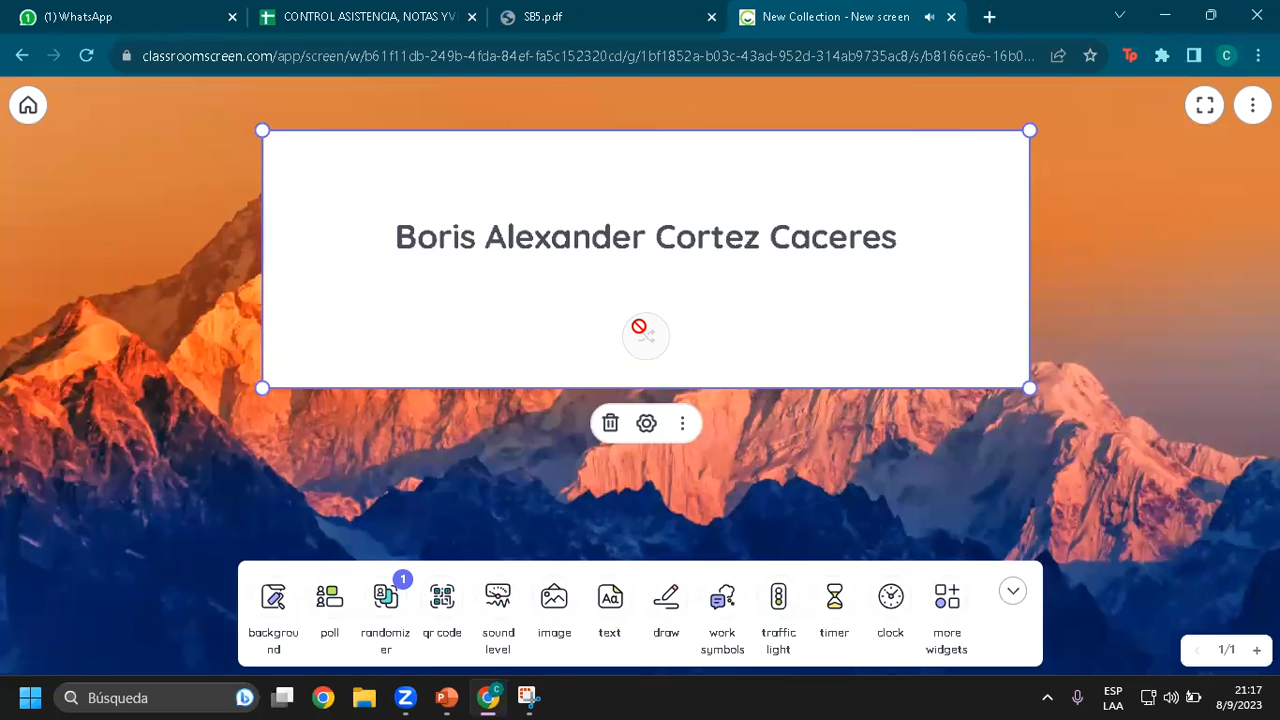 (1) WhatsApp
CONTROL ASISTENCIA, NOTAS YVI
SB5.pdf
New Collection - New screen
classroomscreen.com/app/screen/w/b61f11db-249b-4fda-84ef-fa5c152320cd/g/1bf1852a-b03c-43ad-952d-314ab9735ac8/s/b8166ce6-16b0...
C
Boris Alexander Cortez Caceres
1
backgrou
nd
poll
randomiz
er
qr code
sound
level
image
text
draw
work
symbols
traffic
light
timer
clock
more
widgets
1/1
Búsqueda
ESP
LAA
21:17
8/9/2023